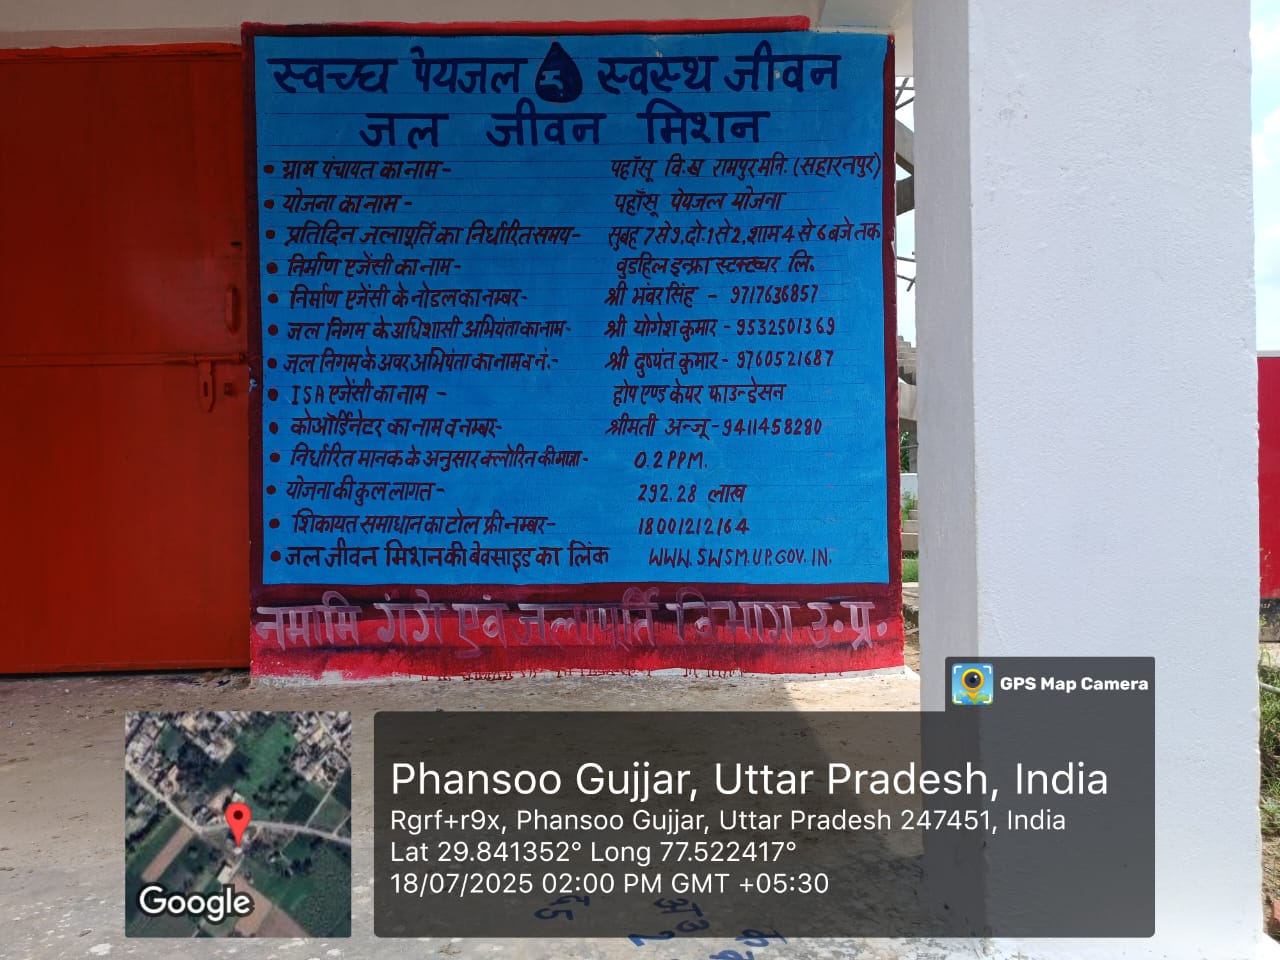 स्वच्छ पेयजल स्वस्थ जीवन
जल जीवन मिशन
• ग्राम पंचायत का नाम - पहाँसू वि.ख रामपुर मनि. (सहारनपुर)
• योजना का नाम - पहाँसू पेयजल योजना
• प्रतिदिन जलापूर्ति का निर्धारित समय - सुबह 7 से 9, दो. 1 से 2, शाम 4 से 6 बजे तक
• निर्माण एजेंसी का नाम - वुडहिल इन्फ्रा स्टक्चर लि.
• निर्माण एजेंसी के नोडल का नम्बर - श्री भंवर सिंह - 9717636857
• जल निगम के अधिशासी अभियंता का नाम - श्री योगेश कुमार - 9532501369
• जल निगम के अवर अभियंता का नाम व नं. - श्री दुष्यंत कुमार - 9760521687
• ISA एजेंसी का नाम - होप एण्ड केयर फाउन्डेसन
• कोऑर्डिनेटर का नाम व नम्बर - श्रीमती अन्जू - 9411458280
• निर्धारित मानक के अनुसार क्लोरिन की मात्रा - 0.2 PPM.
• योजना की कुल लागत - 292.28 लाख
• शिकायत समाधान का टोल फ्री नम्बर - 18001212164
• जल जीवन मिशन की बेवसाइड का लिंक WWW.SWSM.UP.GOV.IN.
नमामि गंगे एवं जलापूर्ति विभाग उ.प्र.
GPS Map Camera
Phansoo Gujjar, Uttar Pradesh, India
Rgrf+r9x, Phansoo Gujjar, Uttar Pradesh 247451, India
Lat 29.841352° Long 77.522417°
18/07/2025 02:00 PM GMT +05:30
Google